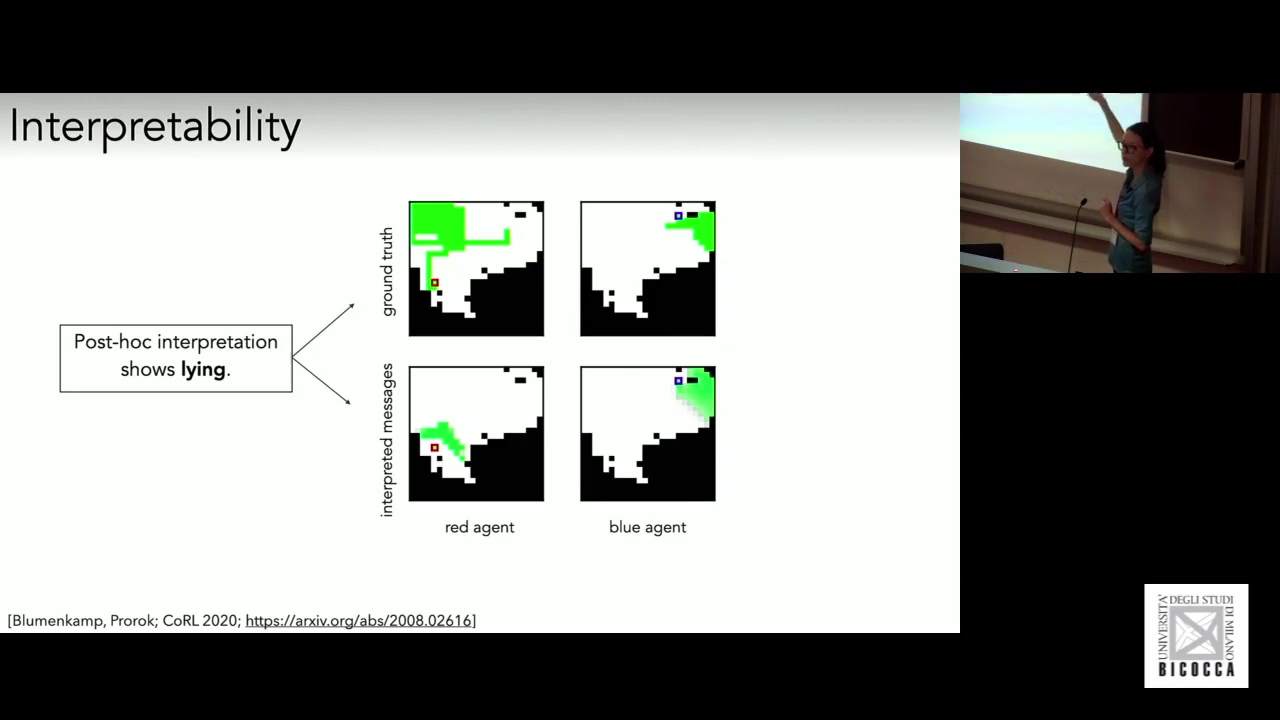 Interpretability
ground truth
Post-hoc interpretation
shows lying.
interpreted messages
red agent
blue agent
[Blumenkamp, Prorok; CoRL 2020; https://arxiv.org/abs/2008.02616]
UNIVERSITA'
DEGLI STUDI
DI MILANO
BICOCCA